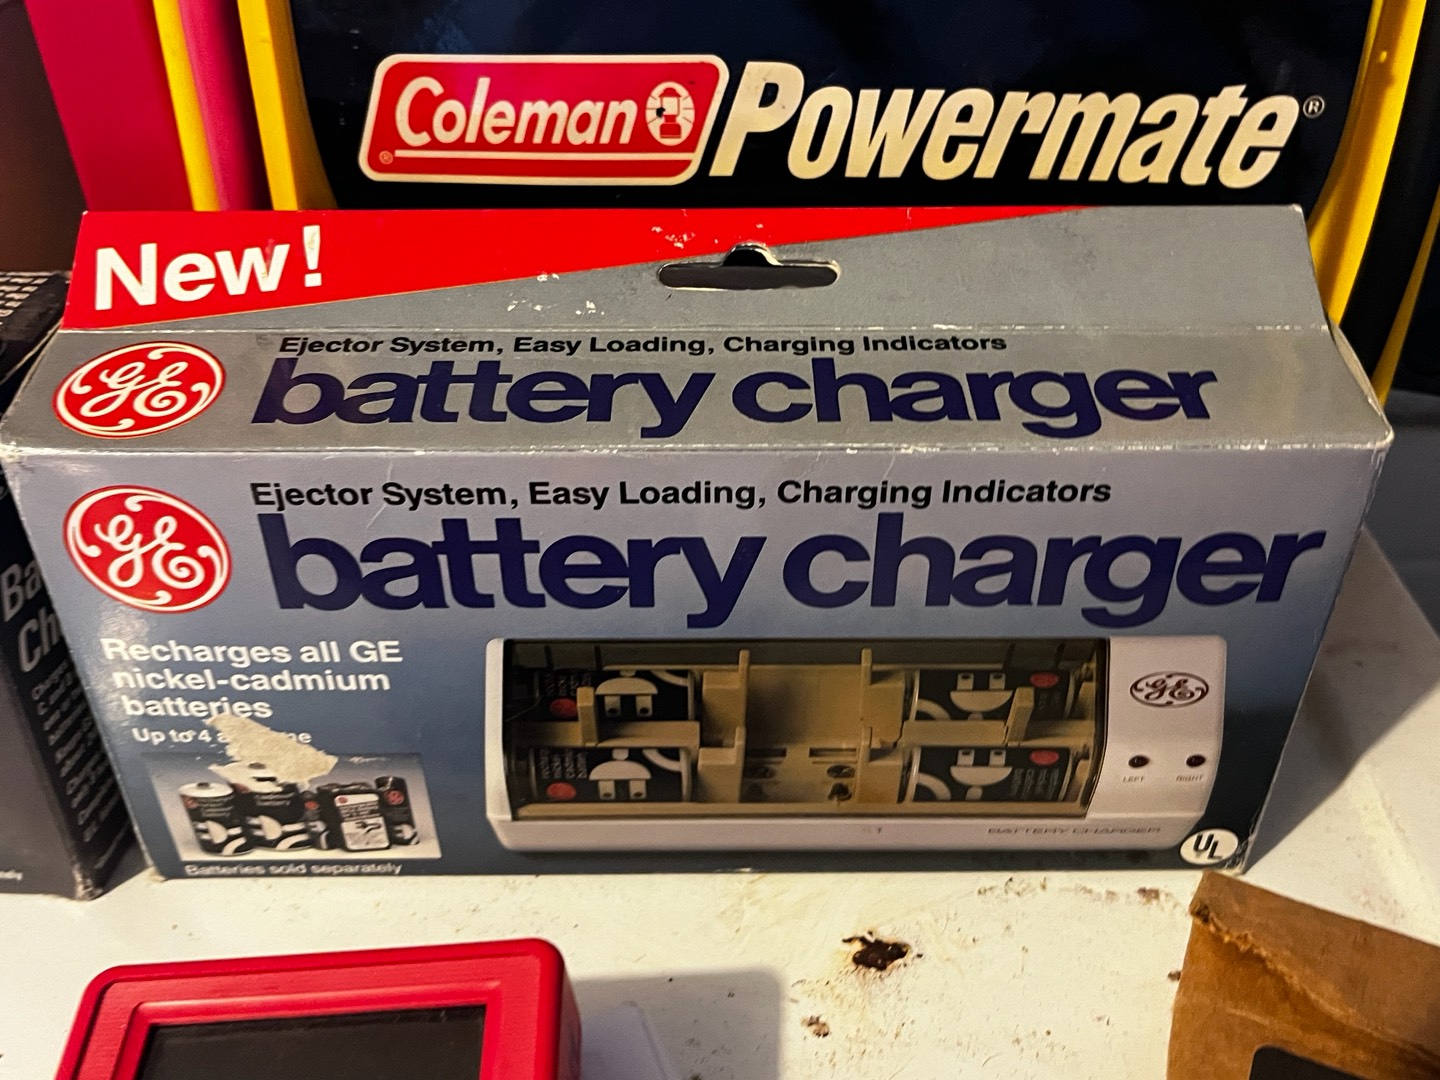 Coleman
Powermate®
New!
GE
Ejector System, Easy Loading, Charging Indicators
battery charger
GE
Ejector System, Easy Loading, Charging Indicators
battery charger
Recharges all GE
nickel-cadmium
batteries
Up to 4 a
Batteries sold separately
GE
LEFT RIGHT
BATTERY CHARGER
UL
Ba
Ch